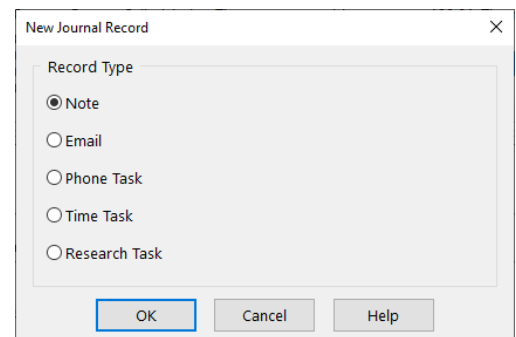 New Journal Record
Record Type
Note
Email
Phone Task
Time Task
Research Task
OK Cancel Help